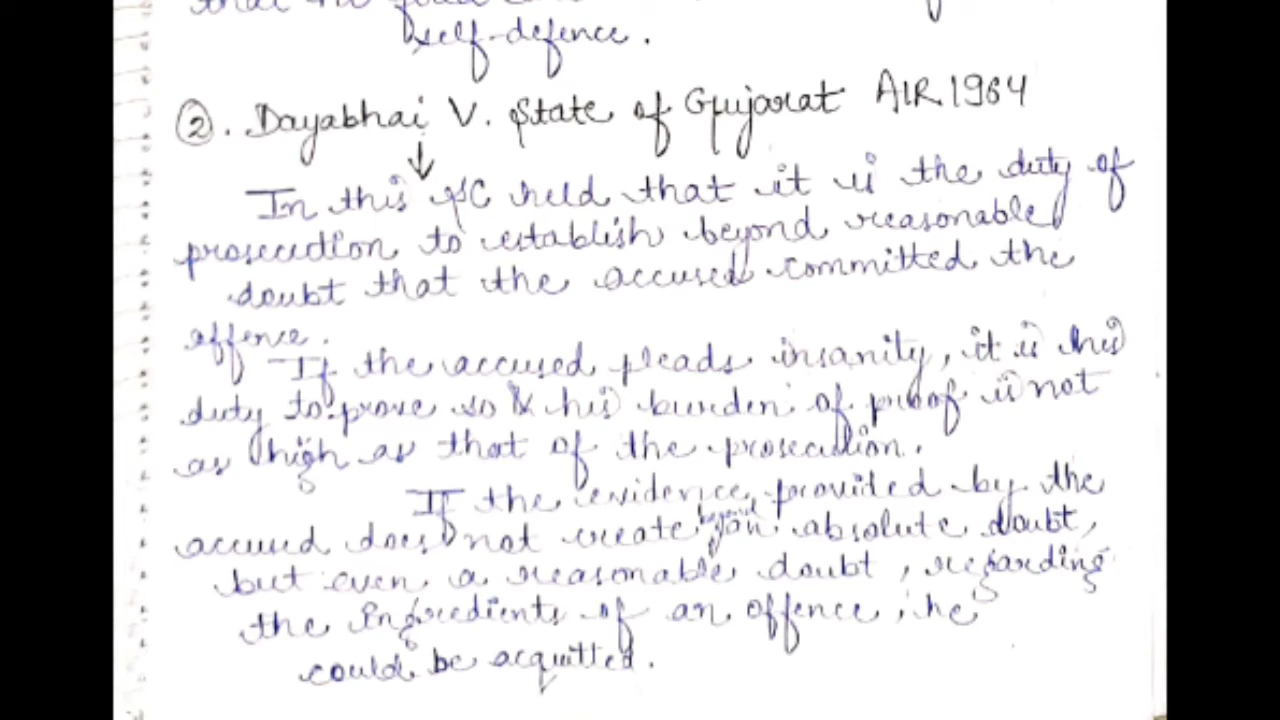 self-defence.
②. Dayabhai V. State of Gujarat AIR 1964
↓
In this SC held that it is the duty of
prosecution to establish beyond reasonable
doubt that the accused committed the
offence.
If the accused pleads insanity, it is his
duty to prove so & his burden of proof is not
as high as that of the prosecution.
If the evidence provided by the
accused does not create beyond an absolute doubt,
but even a reasonable doubt, regarding
the ingredients of an offence, he
could be acquitted.